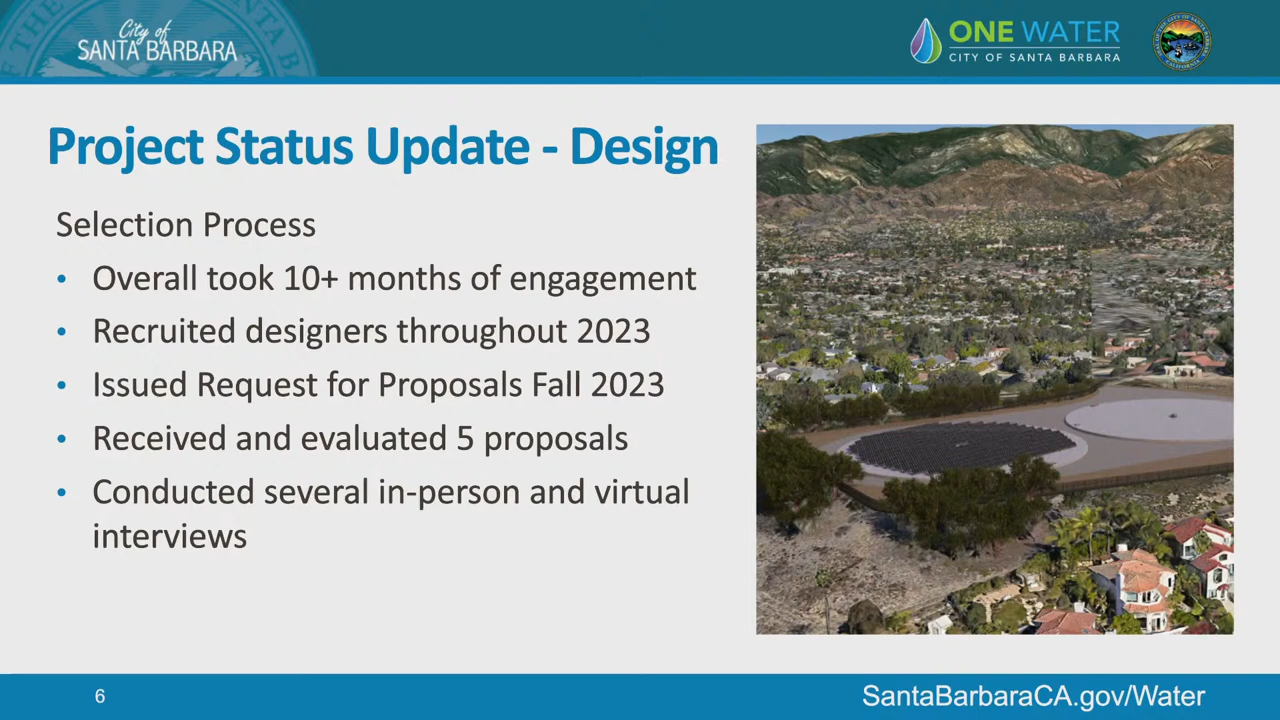 City of
SANTA BARBARA
ONE WATER
CITY OF SANTA BARBARA
Project Status Update - Design
Selection Process
• Overall took 10+ months of engagement
• Recruited designers throughout 2023
• Issued Request for Proposals Fall 2023
• Received and evaluated 5 proposals
• Conducted several in-person and virtual
interviews
6
SantaBarbaraCA.gov/Water